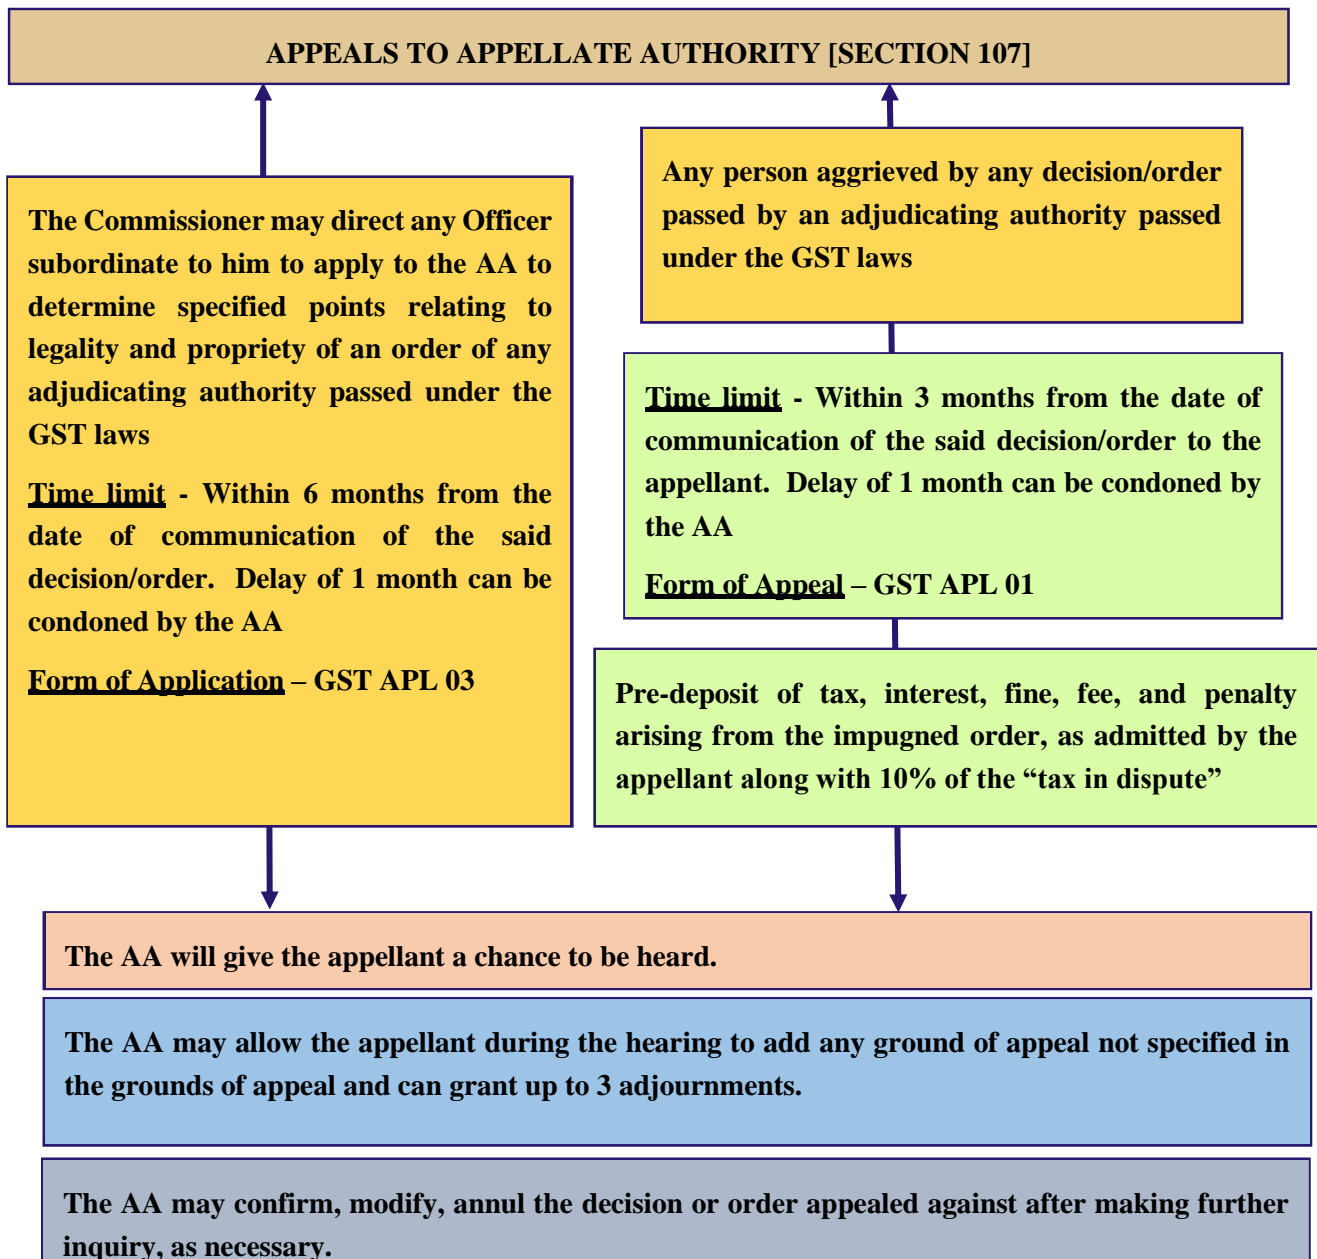 APPEALS TO APPELLATE AUTHORITY [SECTION 107]
The Commissioner may direct any Officer
subordinate to him to apply to the AA to
determine specified points relating to
legality and propriety of an order of any
adjudicating authority passed under the
GST laws
Time limit - Within 6 months from the
date of communication of the said
decision/order. Delay of 1 month can be
condoned by the AA
Form of Application – GST APL 03
Any person aggrieved by any decision/order
passed by an adjudicating authority passed
under the GST laws
Time limit - Within 3 months from the date of
communication of the said decision/order to the
appellant. Delay of 1 month can be condoned by
the AA
Form of Appeal – GST APL 01
Pre-deposit of tax, interest, fine, fee, and penalty
arising from the impugned order, as admitted by the
appellant along with 10% of the “tax in dispute”
The AA will give the appellant a chance to be heard.
The AA may allow the appellant during the hearing to add any ground of appeal not specified in
the grounds of appeal and can grant up to 3 adjournments.
The AA may confirm, modify, annul the decision or order appealed against after making further
inquiry, as necessary.